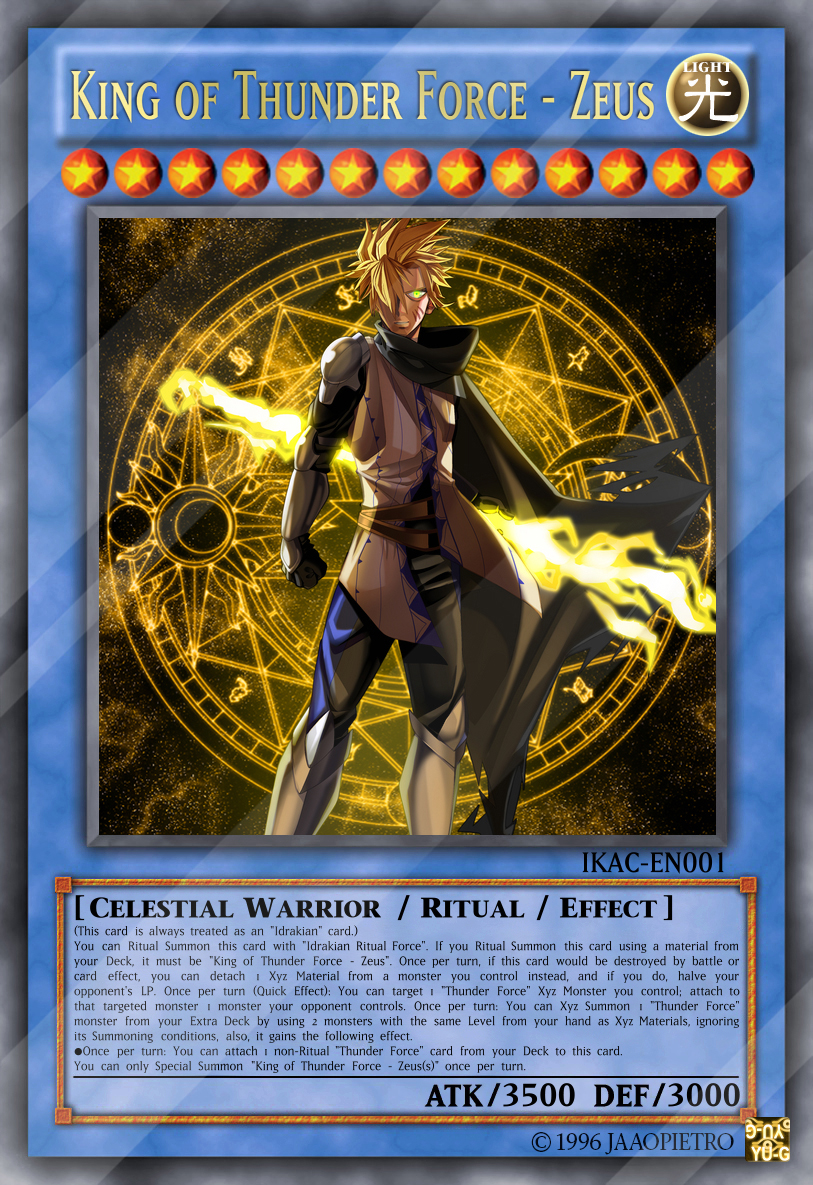 King of Thunder Force - Zeus
LIGHT
光
IKAC-EN001
[ Celestial Warrior / Ritual / Effect ]
(This card is always treated as an "Idrakian" card.)
You can Ritual Summon this card with "Idrakian Ritual Force". If you Ritual Summon this card using a material from
your Deck, it must be "King of Thunder Force - Zeus". Once per turn, if this card would be destroyed by battle or
card effect, you can detach 1 Xyz Material from a monster you control instead, and if you do, halve your
opponent's LP. Once per turn (Quick Effect): You can target 1 "Thunder Force" Xyz Monster you control; attach to
that targeted monster 1 monster your opponent controls. Once per turn: You can Xyz Summon 1 "Thunder Force"
monster from your Extra Deck by using 2 monsters with the same Level from your hand as Xyz Materials, ignoring
its Summoning conditions, also, it gains the following effect.
●Once per turn: You can attach 1 non-Ritual "Thunder Force" card from your Deck to this card.
You can only Special Summon "King of Thunder Force - Zeus(s)" once per turn.
ATK/3500 DEF/3000
© 1996 JAAOPIETRO